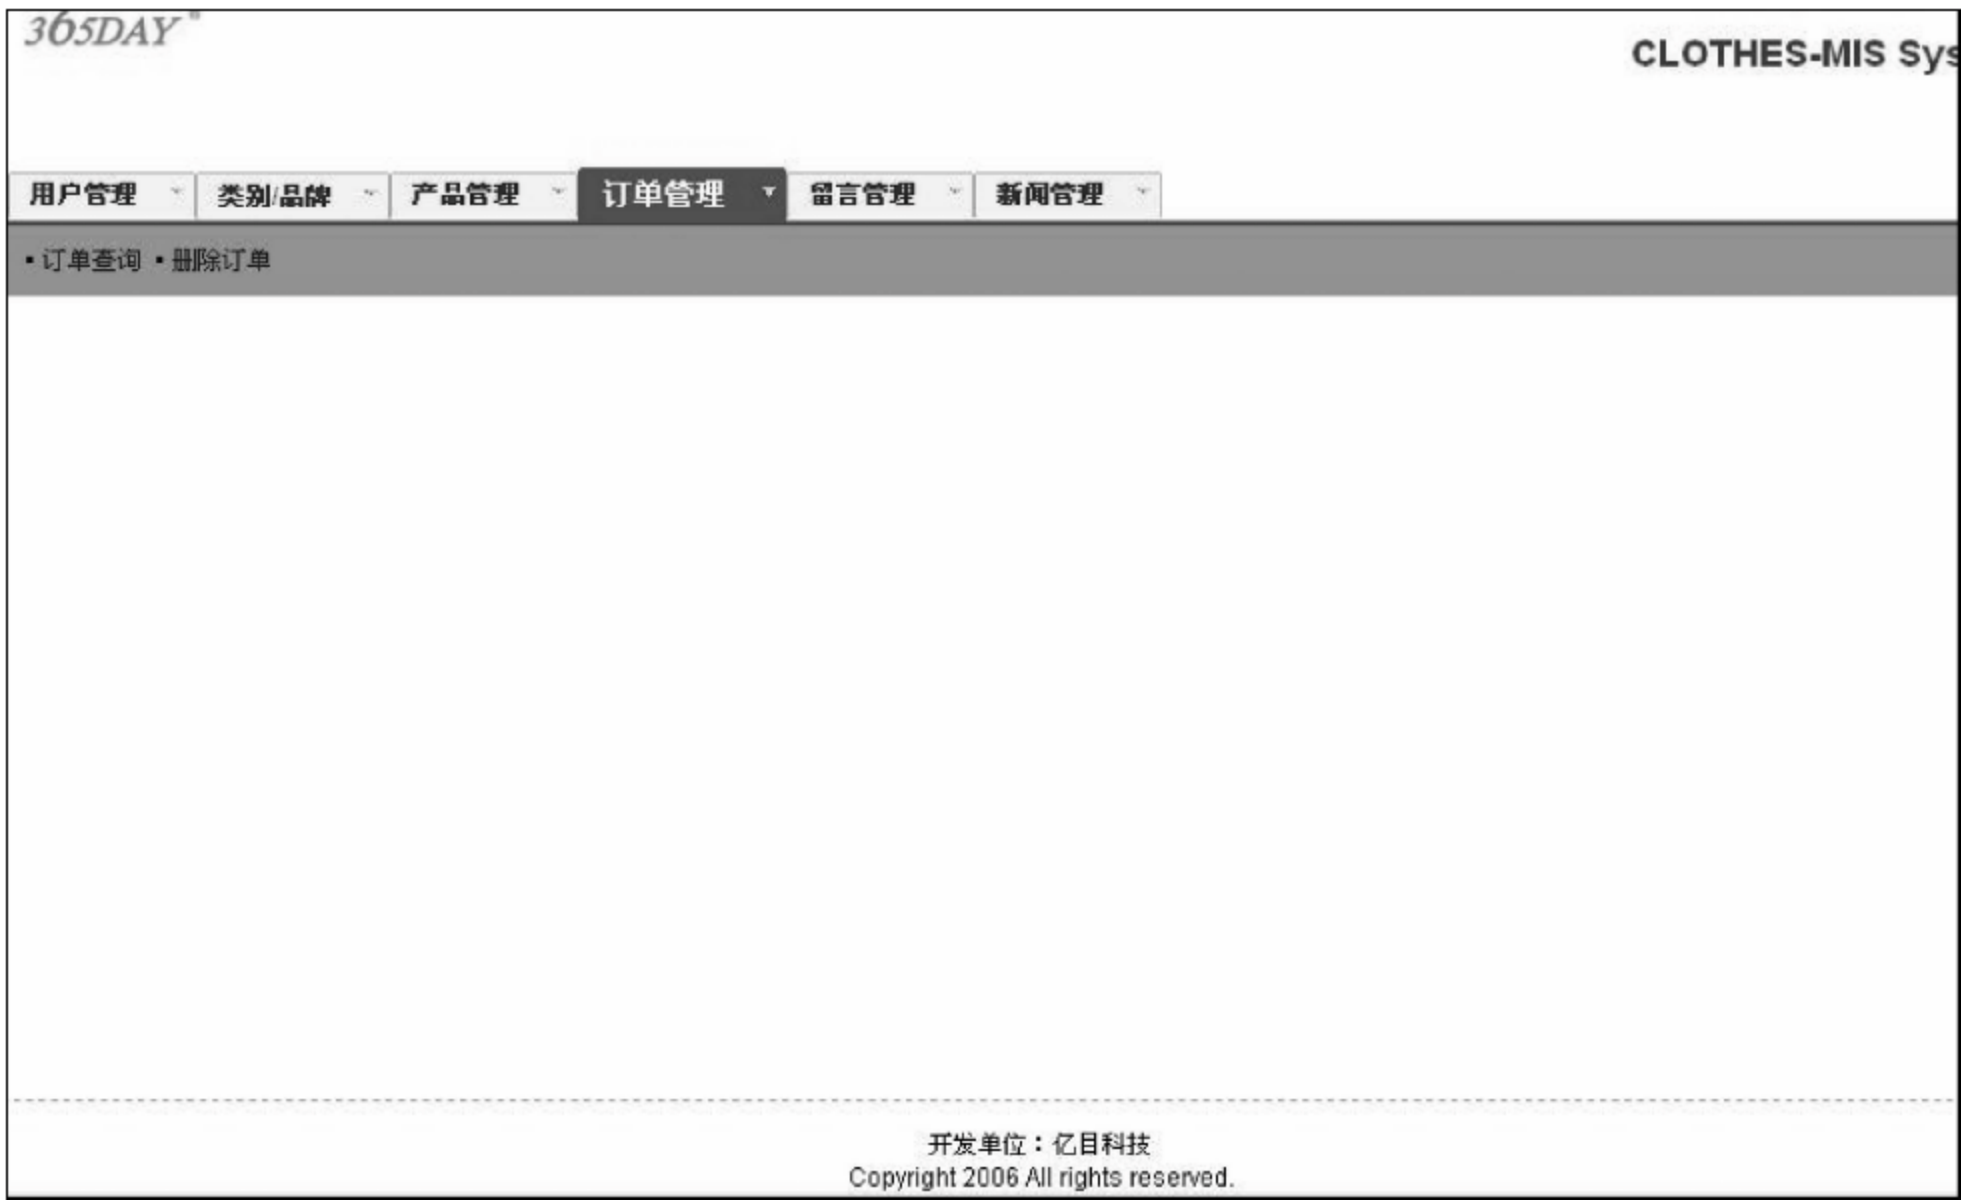 365DAY
CLOTHES-MIS Sys
用户管理 类别/品牌 产品管理 订单管理 留言管理 新闻管理
▪订单查询 ▪删除订单
开发单位：亿目科技
Copyright 2006 All rights reserved.